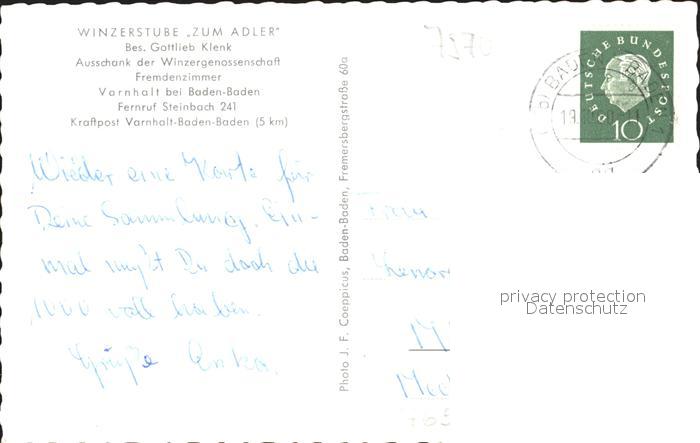 WINZERSTUBE „ZUM ADLER"
Bes. Gottlieb Klenk
Ausschank der Winzergenossenschaft
Fremdenzimmer
Varnhalt bei Baden-Baden
Fernruf Steinbach 241
Kraftpost Varnhalt-Baden-Baden (5 km)
Wieder eine Karte für
Deine Sammlung. Ein-
mal mußt Du doch die
1000 voll haben.
Grüße
Photo J. F. Coeppicus, Baden-Baden, Fremersbergstraße 60a
DEUTSCHE BUNDESPOST
10
BADEN
Frau
privacy protection
Datenschutz